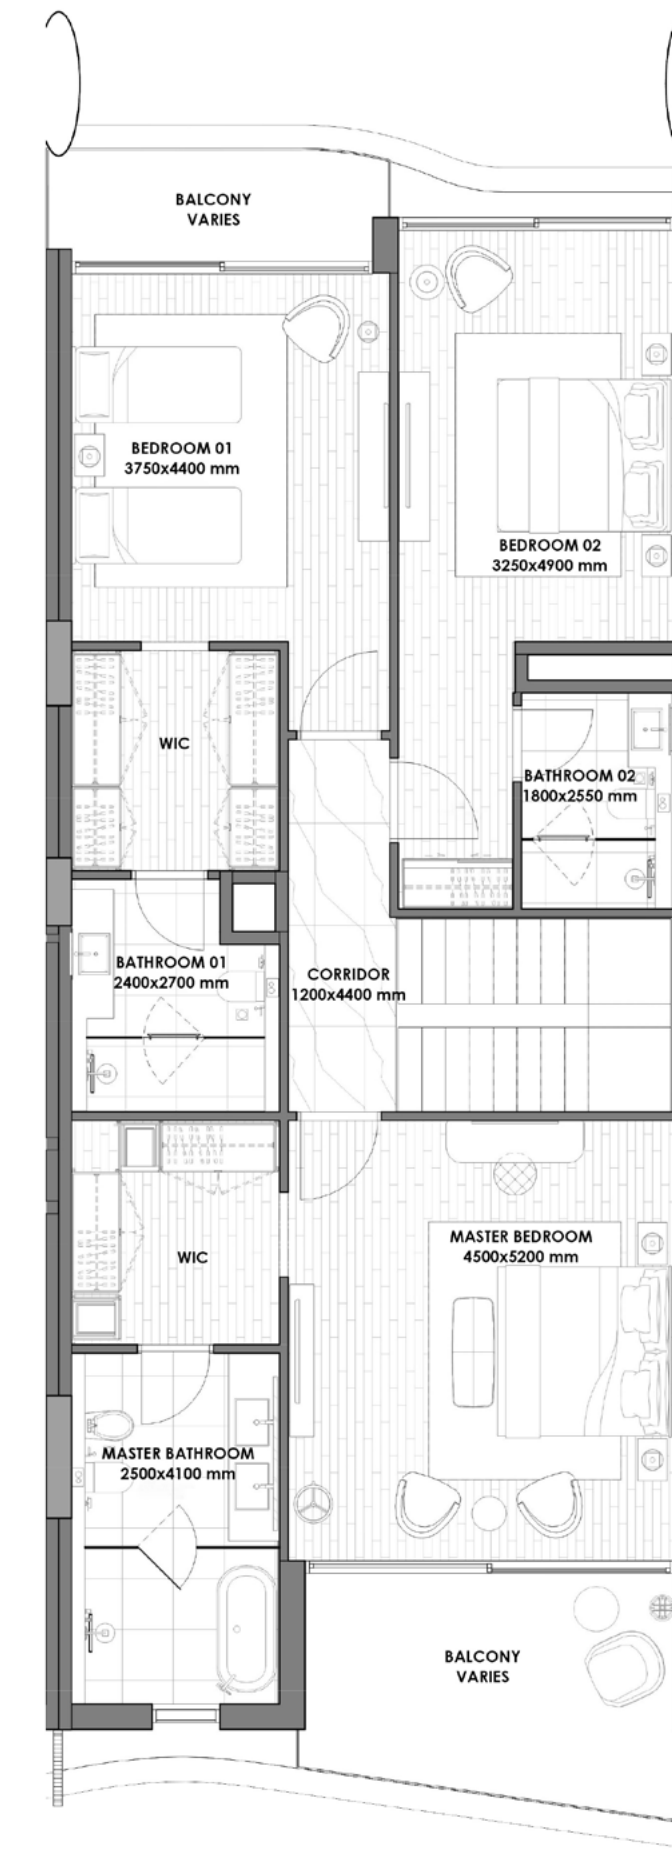 BALCONY
VARIES
BEDROOM 01
3750x4400 mm
BEDROOM 02
3250x4900 mm
WIC
BATHROOM 02
1800x2550 mm
BATHROOM 01
2400x2700 mm
CORRIDOR
1200x4400 mm
MASTER BEDROOM
4500x5200 mm
WIC
MASTER BATHROOM
2500x4100 mm
BALCONY
VARIES